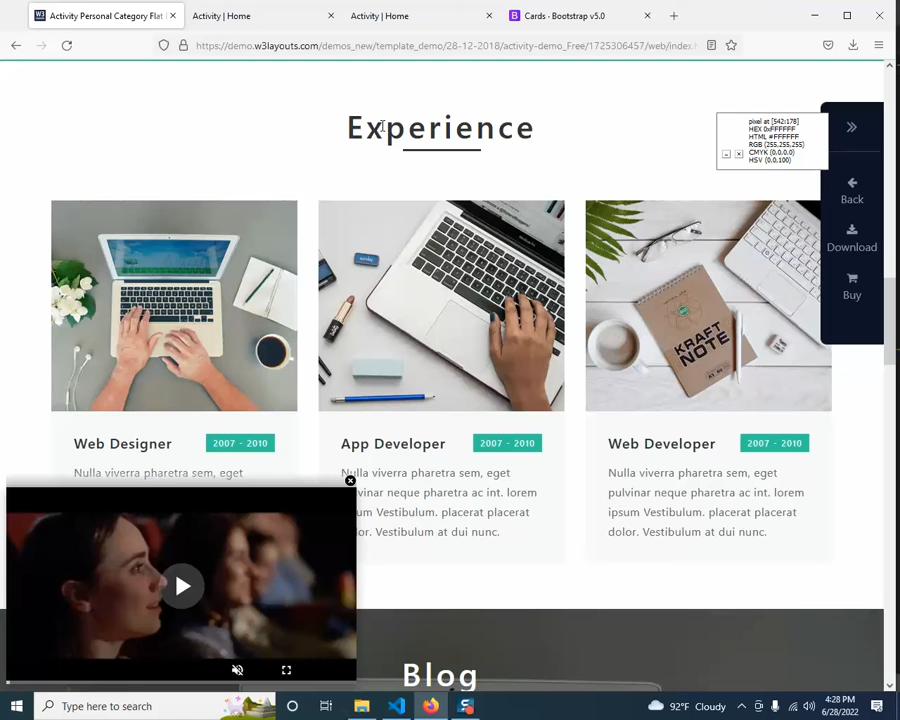 Activity Personal Category Flat
Activity | Home
Activity | Home
B
Cards · Bootstrap v5.0
https://demo.w3layouts.com/demos_new/template_demo/28-12-2018/activity-demo_Free/1725306457/web/index.
Experience
pixel at [542:178]
HEX 0xFFFFFF
HTML #FFFFFF
RGB (255,255,255)
CMYK (0,0,0,0)
HSV (0,0,100)
Back
Download
Buy
KRAFT
NOTE
Web Designer
2007 - 2010
Nulla viverra pharetra sem, eget
App Developer
2007 - 2010
Nulla viverra pharetra sem, eget
pulvinar neque pharetra ac int. lorem
ipsum Vestibulum. placerat placerat
dolor. Vestibulum at dui nunc.
Web Developer
2007 - 2010
Nulla viverra pharetra sem, eget
pulvinar neque pharetra ac int. lorem
ipsum Vestibulum. placerat placerat
dolor. Vestibulum at dui nunc.
Blog
Type here to search
92°F Cloudy
4:28 PM
6/28/2022